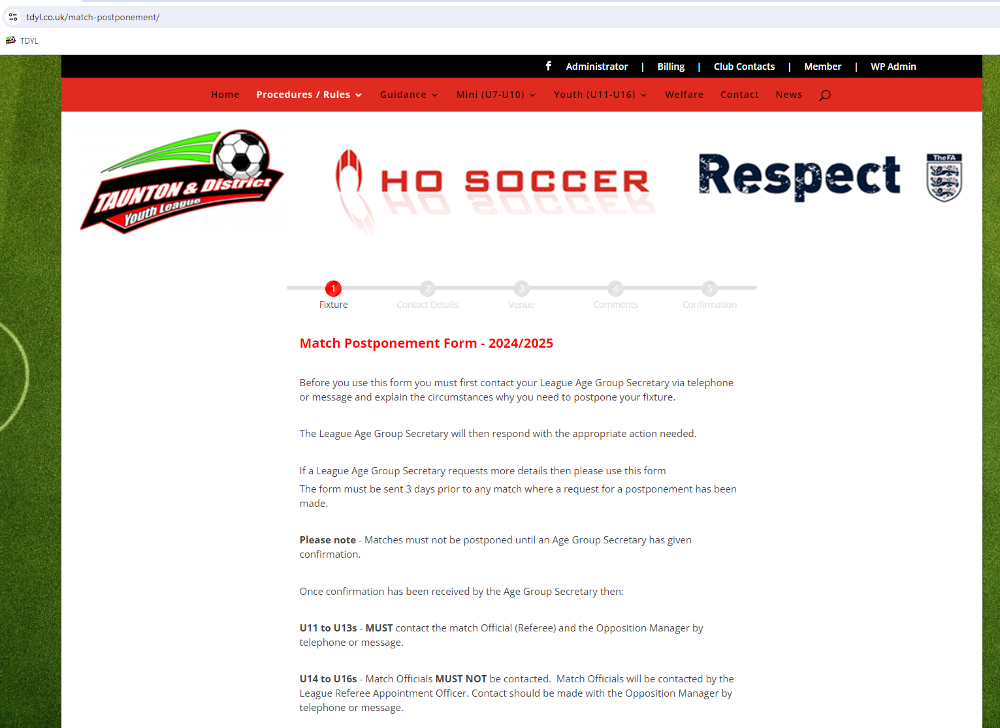 tdyl.co.uk/match-postponement/
TDYL
Administrator | Billing | Club Contacts | Member | WP Admin
Home Procedures / Rules Guidance Mini (U7-U10) Youth (U11-U16) Welfare Contact News
TAUNTON & District
Youth League
HO SOCCER
Respect
The FA
1 2 3 4 5
Fixture Contact Details Venue Comments Confirmation
Match Postponement Form - 2024/2025
Before you use this form you must first contact your League Age Group Secretary via telephone
or message and explain the circumstances why you need to postpone your fixture.
The League Age Group Secretary will then respond with the appropriate action needed.
If a League Age Group Secretary requests more details then please use this form
The form must be sent 3 days prior to any match where a request for a postponement has been
made.
Please note - Matches must not be postponed until an Age Group Secretary has given
confirmation.
Once confirmation has been received by the Age Group Secretary then:
U11 to U13s - MUST contact the match Official (Referee) and the Opposition Manager by
telephone or message.
U14 to U16s - Match Officials MUST NOT be contacted.  Match Officials will be contacted by the
League Referee Appointment Officer. Contact should be made with the Opposition Manager by
telephone or message.